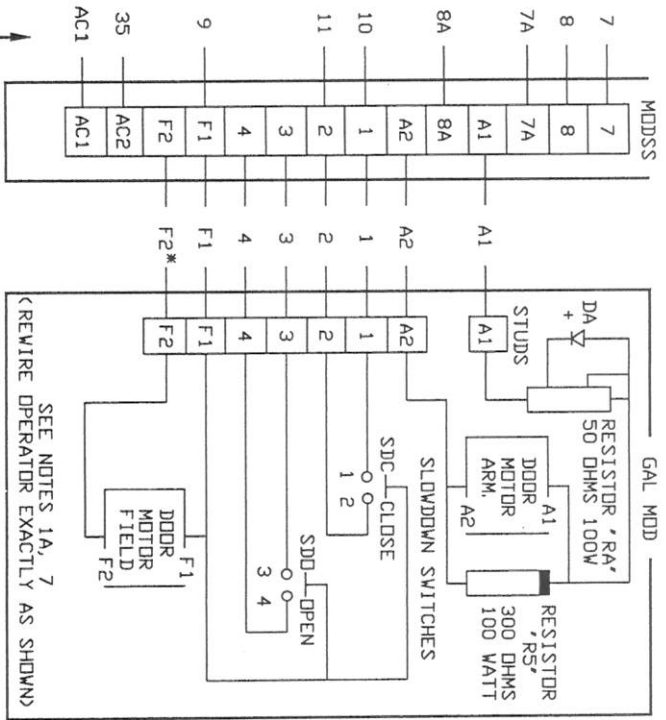 MODSS
7
8
7A
8A
10
11
9
35
AC1
7
8
7A
A1
8A
A2
1
2
3
4
F1
F2
AC2
AC1
A1
A2
1
2
3
4
F1
F2*
GAL MOD
DA
+
RESISTOR 'RA'
50 OHMS 100W
STUDS
A1
A1
DOOR
MOTOR
ARM.
A2
RESISTOR
'R5'
300 OHMS
100 WATT
SLOWDOWN SWITCHES
A2
1
2
3
4
F1
F2
SDC
CLOSE
1 2
SDO
OPEN
3 4
F1
DOOR
MOTOR
FIELD
F2
SEE NOTES 1A, 7
(REWIRE OPERATOR EXACTLY AS SHOWN)